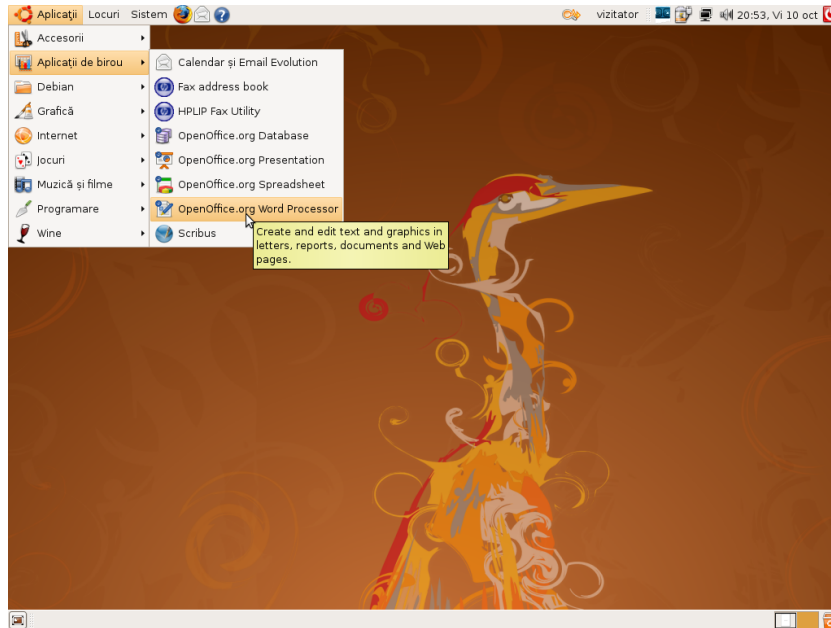 Aplicaţii Locuri Sistem vizitator 20:53, Vi 10 oct
Accesorii
Aplicaţii de birou
Debian
Grafică
Internet
Jocuri
Muzică și filme
Programare
Wine
Calendar și Email Evolution
Fax address book
HPLIP Fax Utility
OpenOffice.org Database
OpenOffice.org Presentation
OpenOffice.org Spreadsheet
OpenOffice.org Word Processor
Scribus
Create and edit text and graphics in
letters, reports, documents and Web
pages.